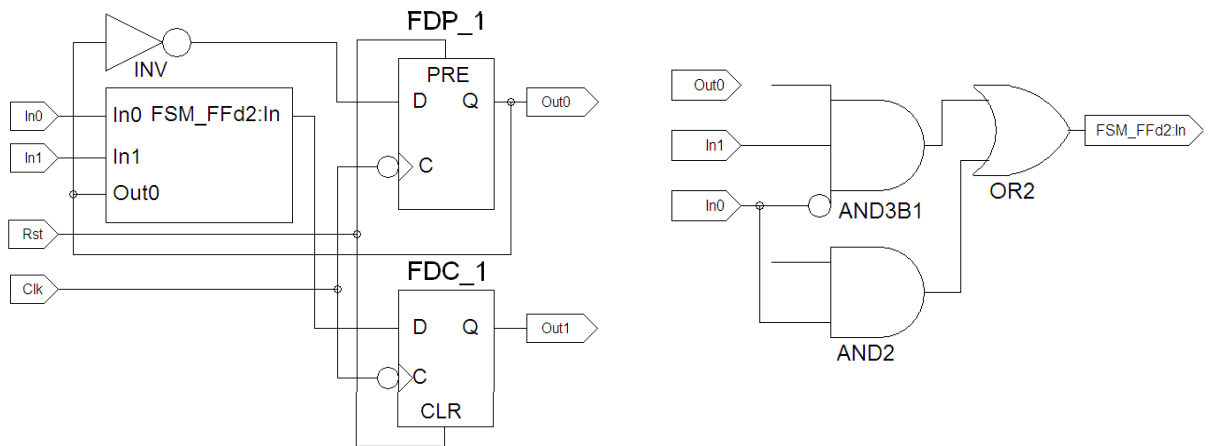 FDP_1
INV
PRE
D Q
C
Out0
In0
In1
In0 FSM_FFd2:In
In1
Out0
Rst
Clk
FDC_1
D Q
C
CLR
Out1
Out0
In1
In0
AND3B1
OR2
FSM_FFd2:In
AND2